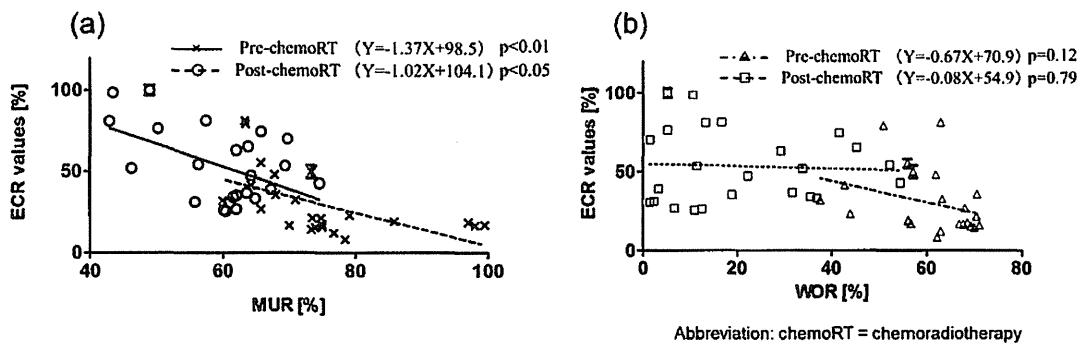 (a)
Pre-chemoRT (Y=-1.37X+98.5) p<0.01
Post-chemoRT (Y=-1.02X+104.1) p<0.05
ECR values [%]
100
50
0
40
60
80
100
MUR [%]
(b)
Pre-chemoRT (Y=-0.67X+70.9) p=0.12
Post-chemoRT (Y=-0.08X+54.9) p=0.79
ECR values [%]
100
50
0
0
20
40
60
80
WOR [%]
Abbreviation: chemoRT = chemoradiotherapy